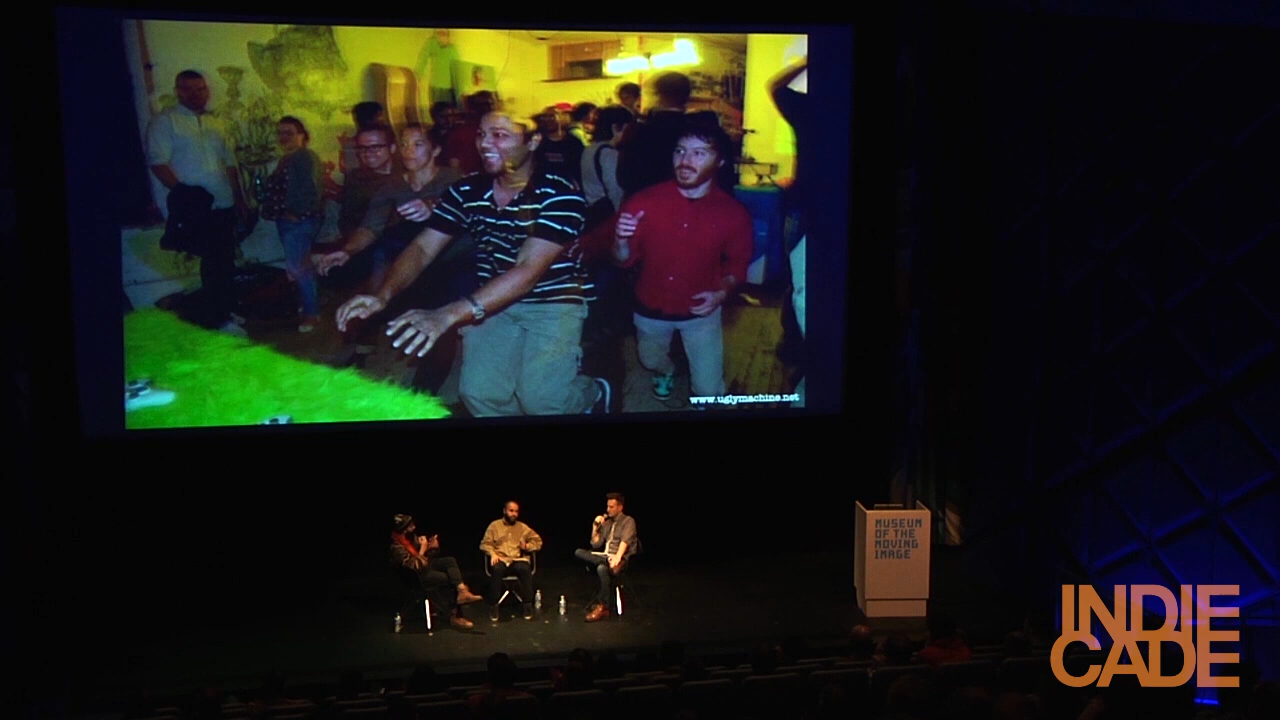 www.uglymachine.net
MUSEUM
OF THE
MOVING
IMAGE
INDIE
CADE